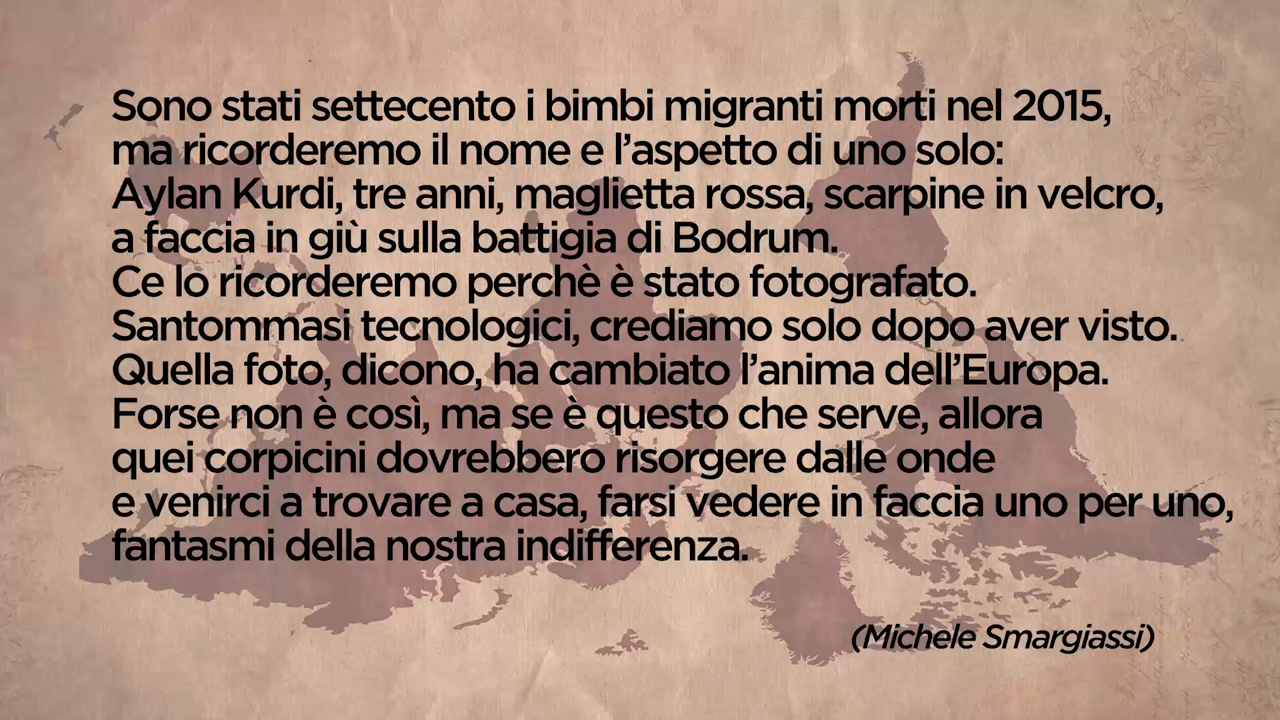 Sono stati settecento i bimbi migranti morti nel 2015,
ma ricorderemo il nome e l’aspetto di uno solo:
Aylan Kurdi, tre anni, maglietta rossa, scarpine in velcro,
a faccia in giù sulla battigia di Bodrum.
Ce lo ricorderemo perchè è stato fotografato.
Santommasi tecnologici, crediamo solo dopo aver visto.
Quella foto, dicono, ha cambiato l’anima dell’Europa.
Forse non è così, ma se è questo che serve, allora
quei corpicini dovrebbero risorgere dalle onde
e venirci a trovare a casa, farsi vedere in faccia uno per uno,
fantasmi della nostra indifferenza.
(Michele Smargiassi)